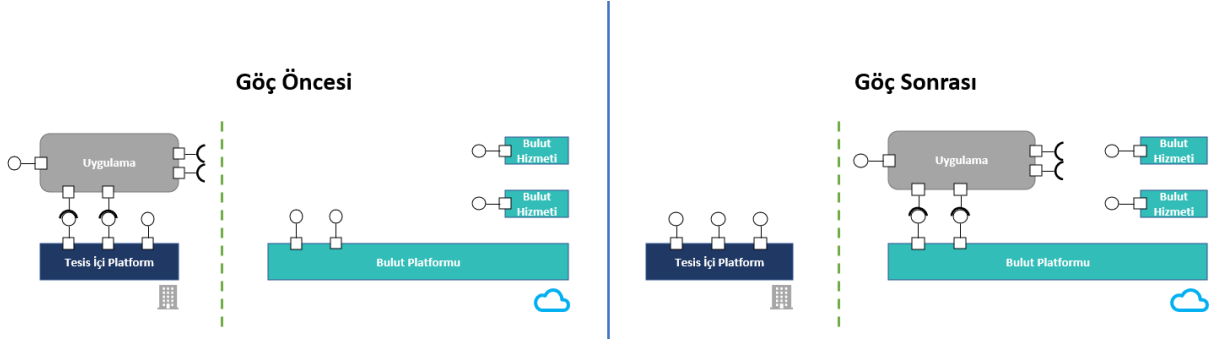 Göç Öncesi
Uygulama
Bulut
Hizmeti
Bulut
Hizmeti
Tesis İçi Platform
Bulut Platformu
Göç Sonrası
Uygulama
Bulut
Hizmeti
Bulut
Hizmeti
Tesis İçi Platform
Bulut Platformu